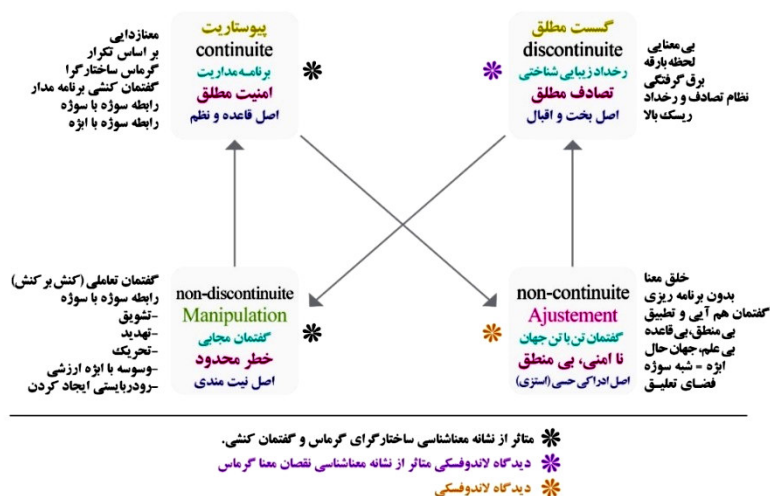 گسست مطلق
discontinuite
رخداد زیبایی شناختی
تصادف مطلق
اصل بخت و اقبال
بی معنایی
لحظه بارقه
برق گرفتگی
نظام تصادف و رخداد
ریسک بالا
پیوستاریت
continuite
برنامه مداریت
امنیت مطلق
اصل قاعده و نظم
معنازدایی
بر اساس تکرار
گرماس ساختارگرا
گفتمان کنشی برنامه مدار
رابطه سوژه با سوژه
رابطه سوژه با ابژه
non-continuite
Ajustement
گفتمان تن با تن جهان
نا امنی، بی منطق
اصل ادراکی حسی (استزی)
خلق معنا
بدون برنامه ریزی
گفتمان هم آیی و تطبیق
بی منطق، بی قاعده
بی علم، جهان حال
ابژه = شبه سوژه
فضای تعلیق
non-discontinuite
Manipulation
گفتمان مجابی
خطر محدود
اصل نیت مندی
گفتمان تعاملی (کنش بر کنش)
رابطه سوژه با سوژه
-تشویق
-تهدید
-تحریک
-وسوسه با ابژه ارزشی
-رودربایستی ایجاد کردن
متاثر از نشانه معناشناسی ساختارگرای گرماس و گفتمان کنشی.
دیدگاه لاندوفسکی متاثر از نشانه معناشناسی نقصان معنا گرماس
دیدگاه لاندوفسکی